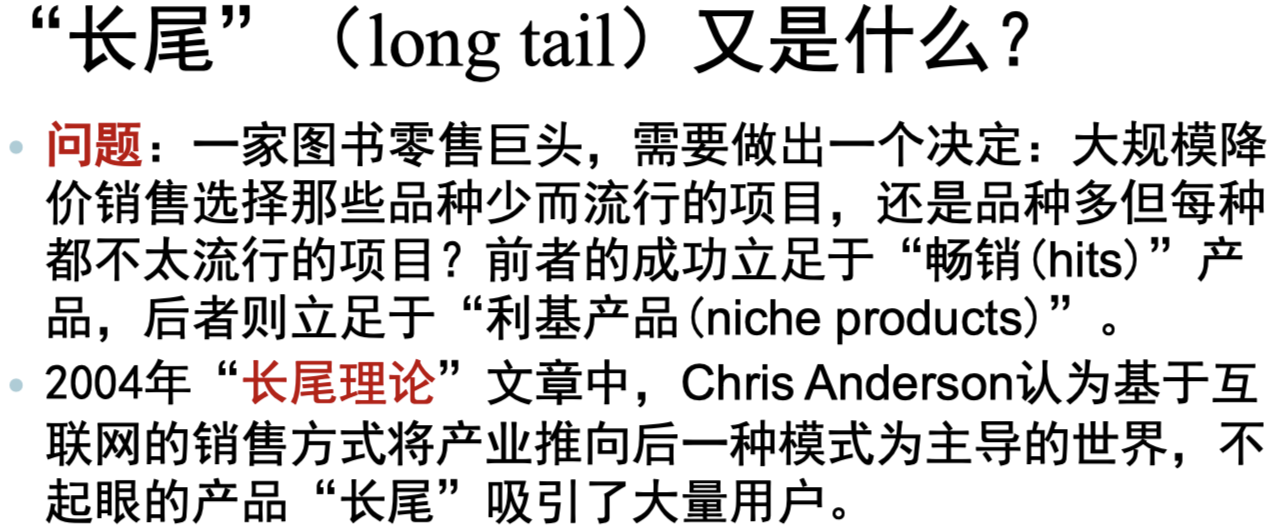 “长尾”（long tail）又是什么？
• 问题：一家图书零售巨头，需要做出一个决定：大规模降
价销售选择那些品种少而流行的项目，还是品种多但每种
都不太流行的项目？前者的成功立足于“畅销(hits)”产
品，后者则立足于“利基产品(niche products)”。
• 2004年“长尾理论”文章中，Chris Anderson认为基于互
联网的销售方式将产业推向后一种模式为主导的世界，不
起眼的产品“长尾”吸引了大量用户。